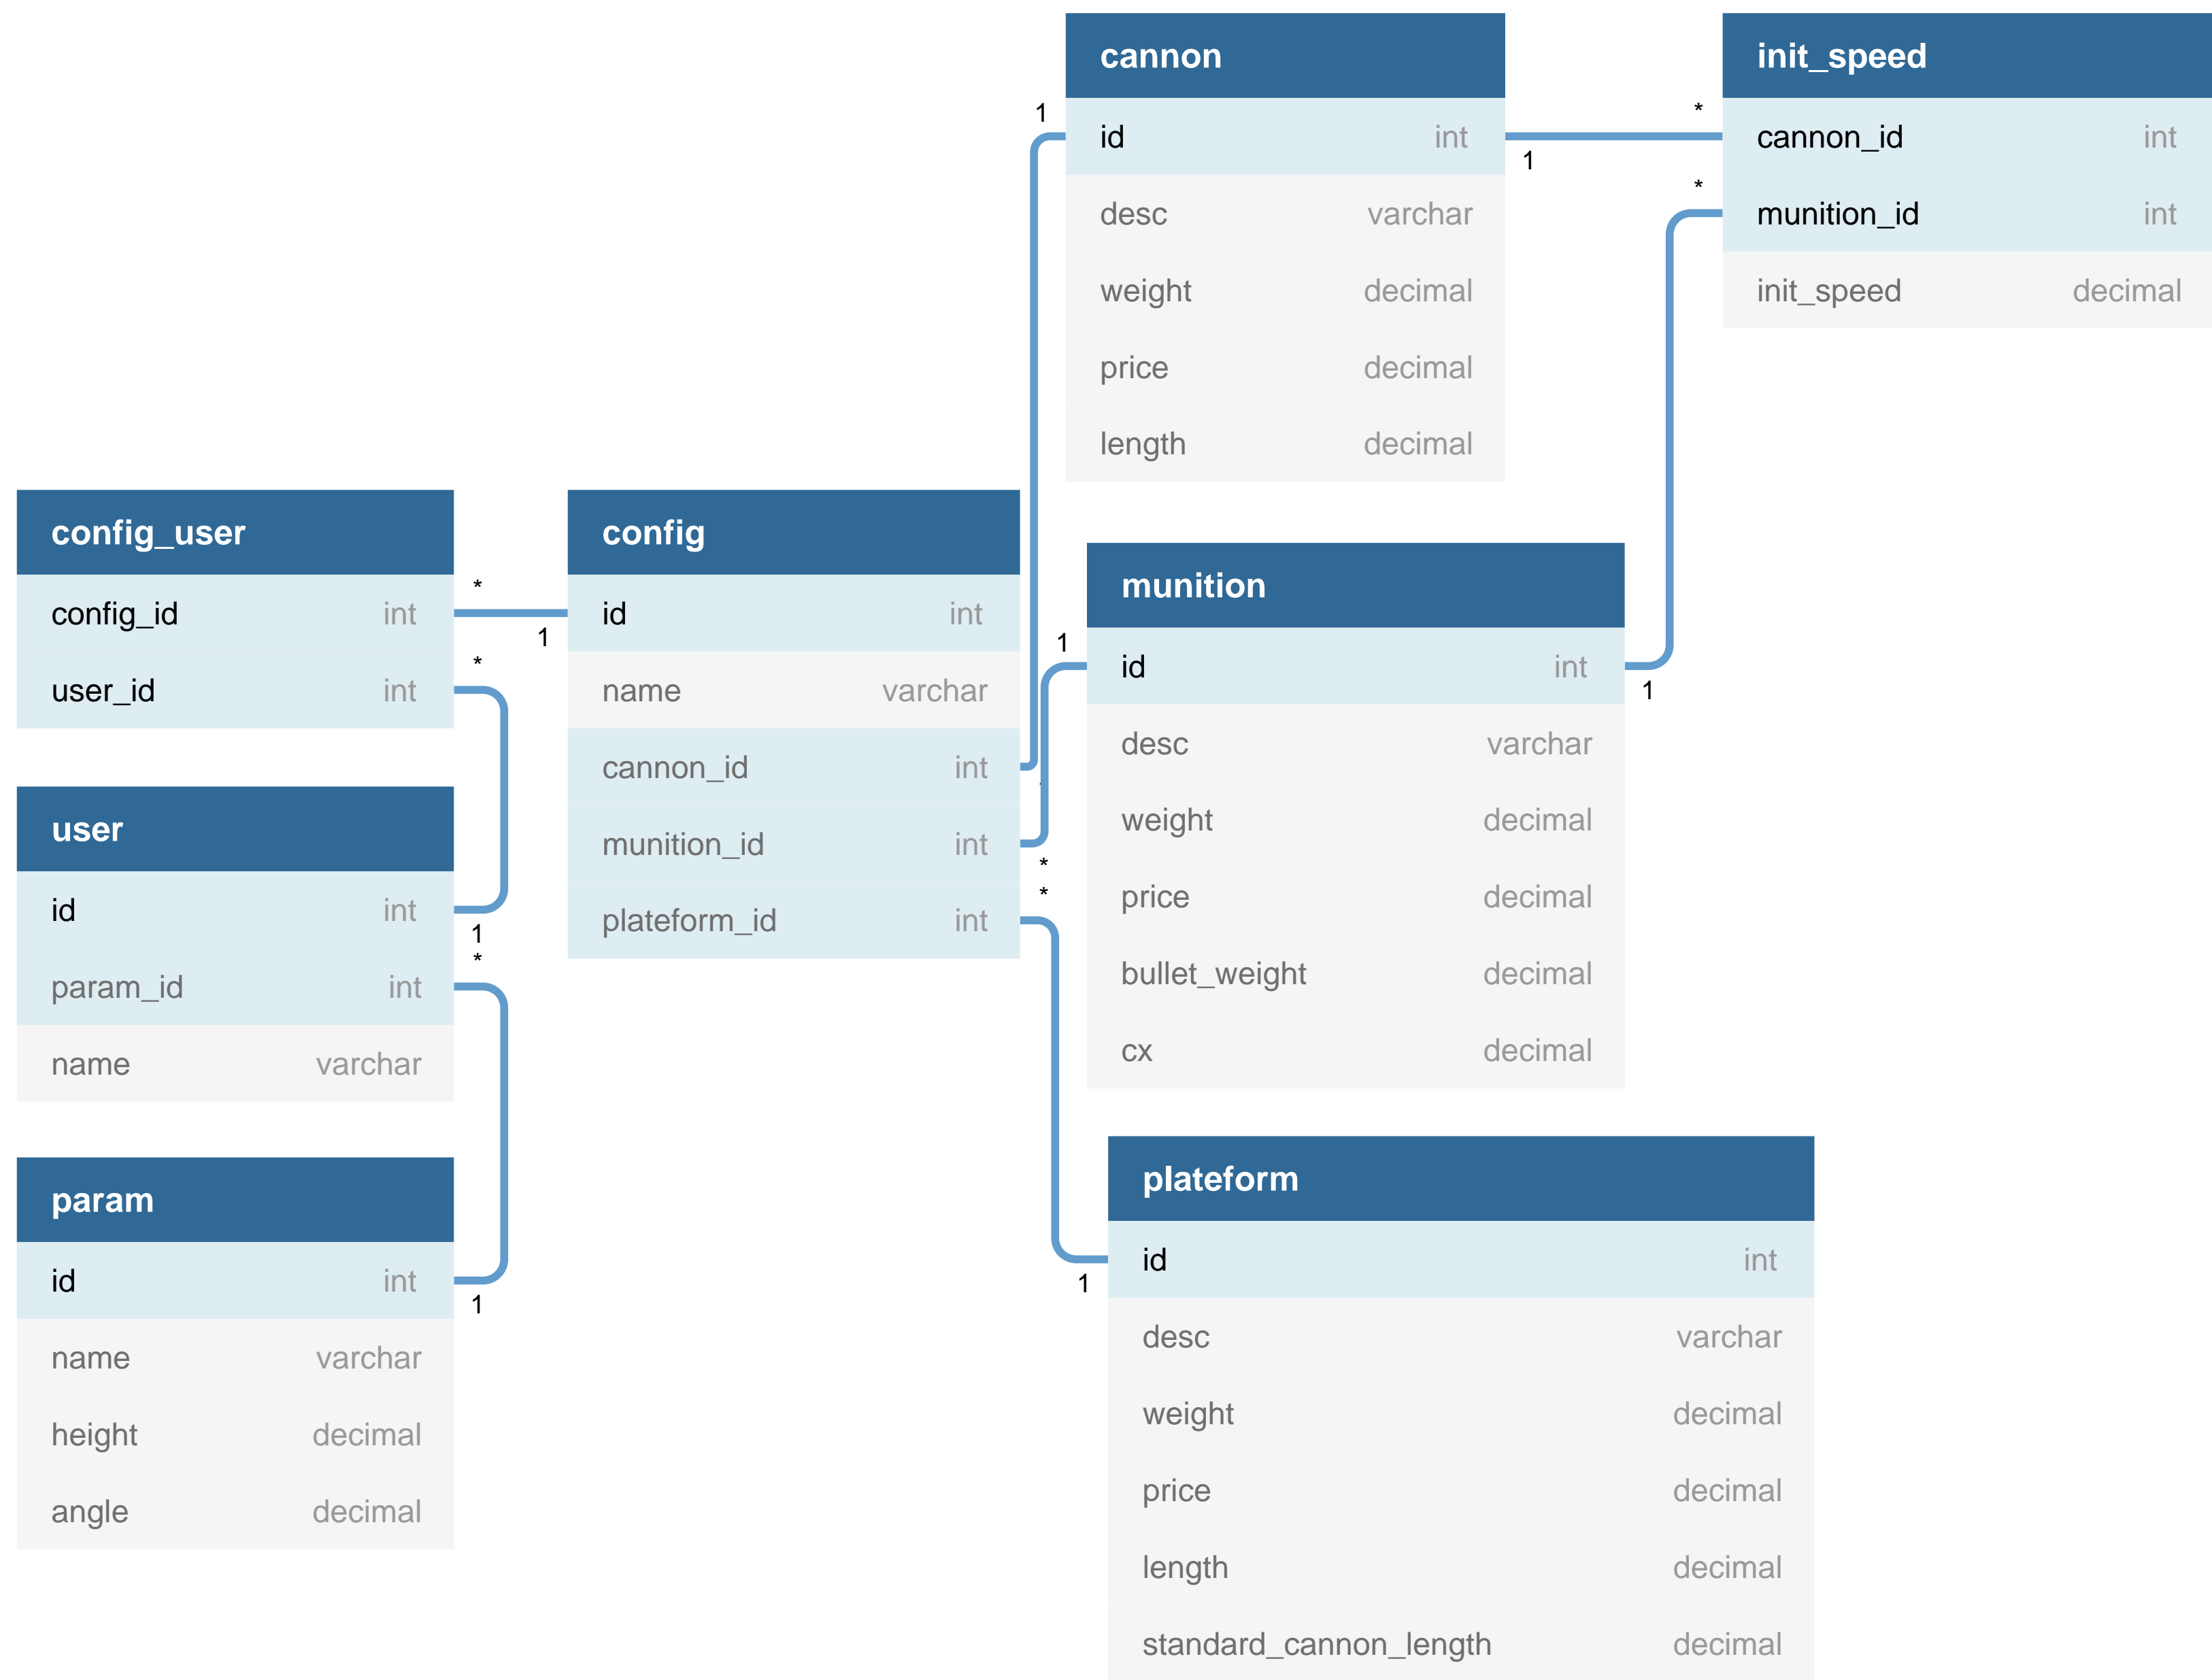 cannon
id int
desc varchar
weight decimal
price decimal
length decimal
init_speed
cannon_id int
munition_id int
init_speed decimal
1
1
*
*
config_user
config_id int
user_id int
*
*
1
config
id int
name varchar
cannon_id int
munition_id int
plateform_id int
*
*
munition
id int
desc varchar
weight decimal
price decimal
bullet_weight decimal
cx decimal
1
1
user
id int
param_id int
name varchar
1
*
param
id int
name varchar
height decimal
angle decimal
1
plateform
id int
desc varchar
weight decimal
price decimal
length decimal
standard_cannon_length decimal
1